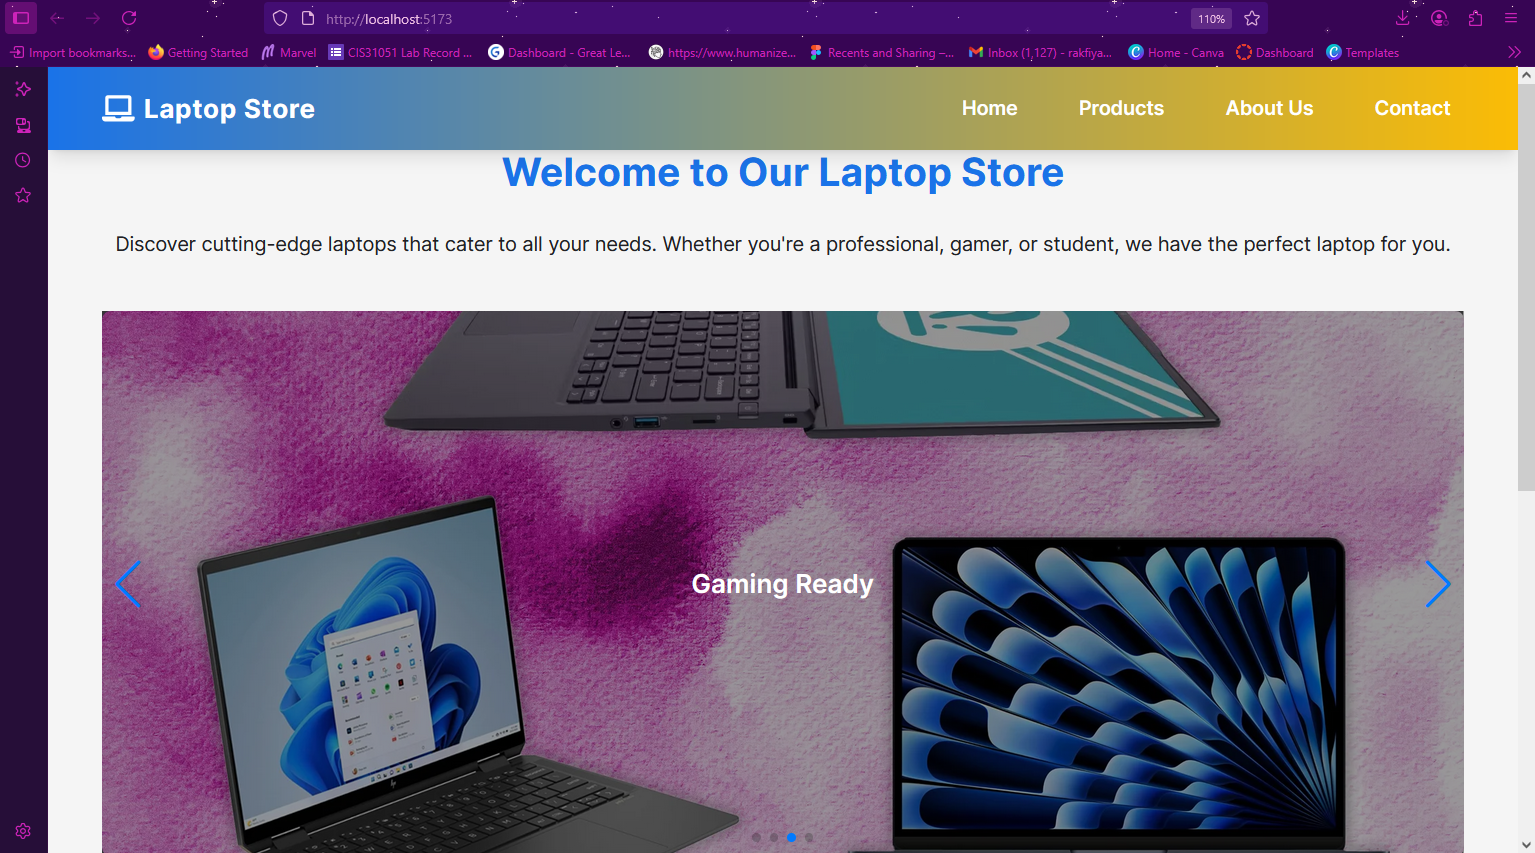 http://localhost:5173
110%
Import bookmarks...
Getting Started
Marvel
CIS31051 Lab Record ...
Dashboard - Great Le...
https://www.humanize...
Recents and Sharing –...
Inbox (1,127) - rakfiya...
Home - Canva
Dashboard
Templates
Laptop Store
Home
Products
About Us
Contact
Welcome to Our Laptop Store
Discover cutting-edge laptops that cater to all your needs. Whether you're a professional, gamer, or student, we have the perfect laptop for you.
Gaming Ready